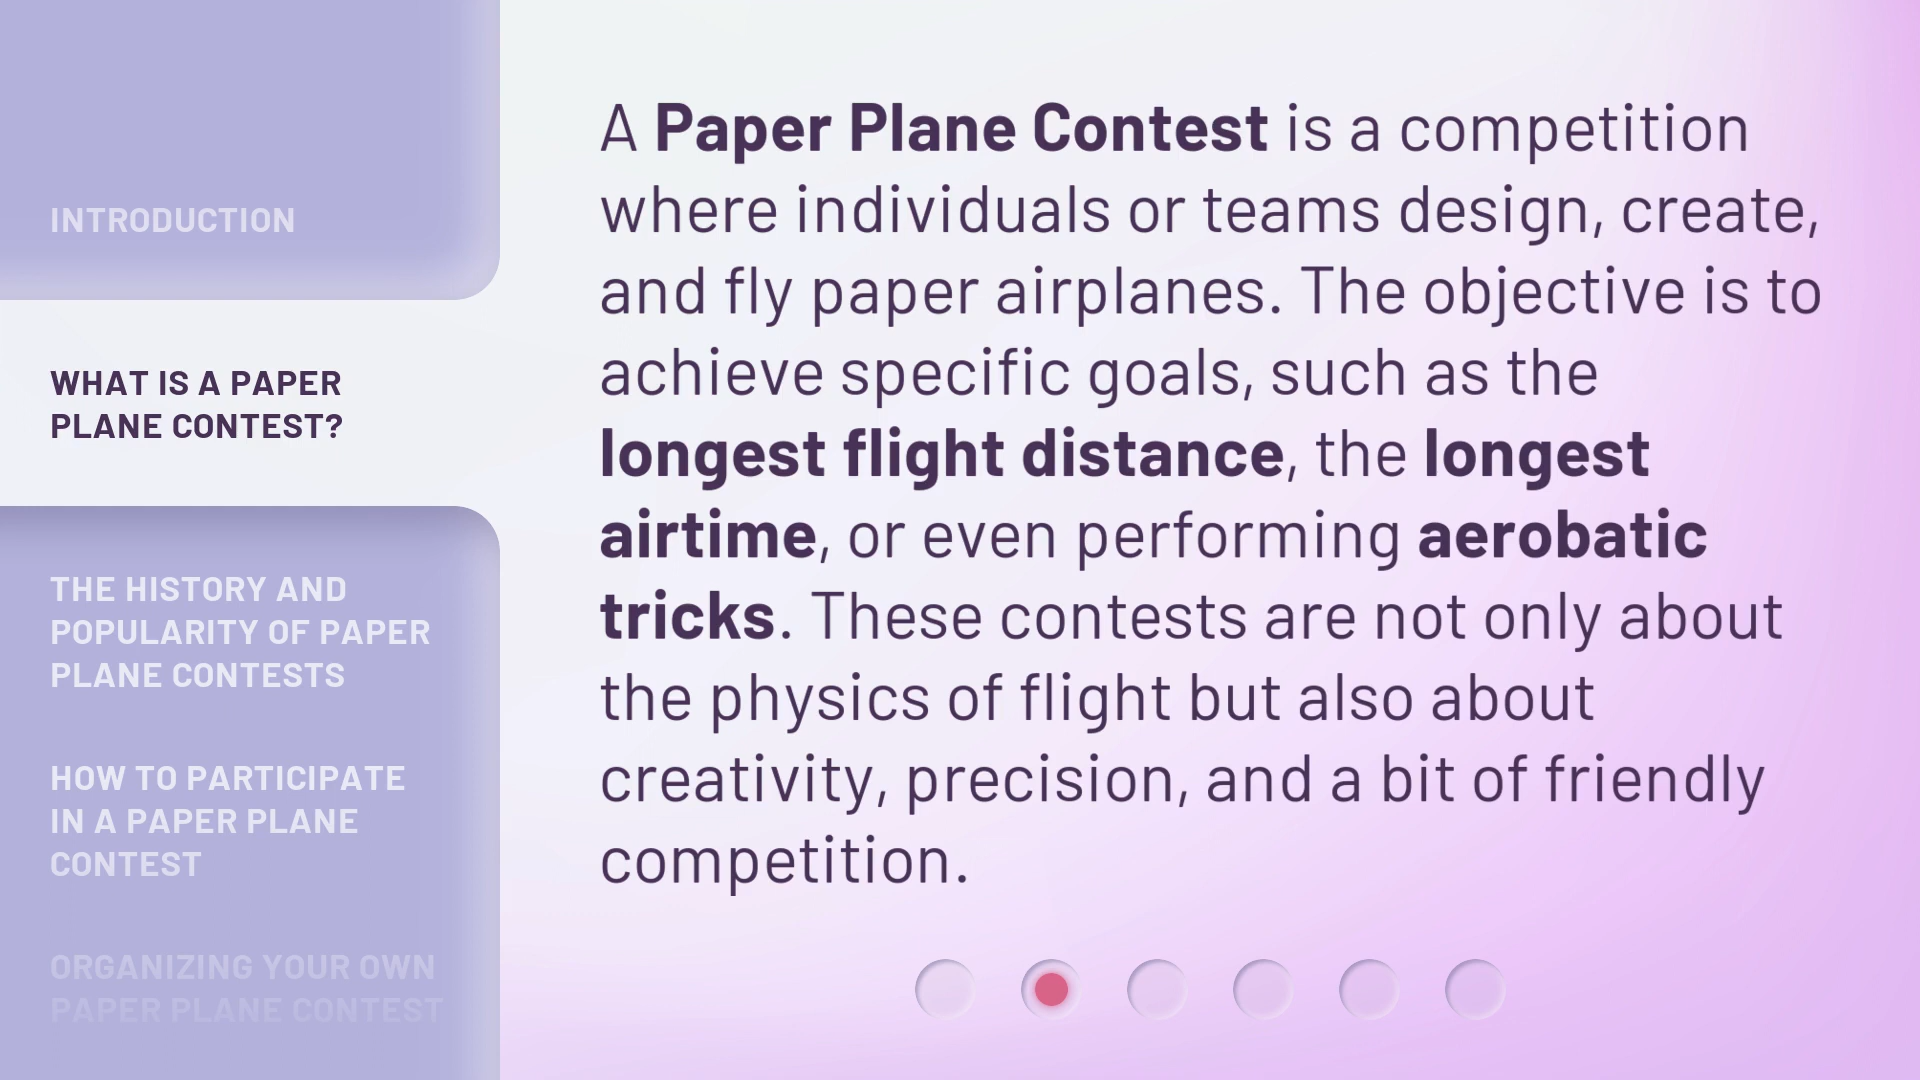 INTRODUCTION
WHAT IS A PAPER
PLANE CONTEST?
THE HISTORY AND
POPULARITY OF PAPER
PLANE CONTESTS
HOW TO PARTICIPATE
IN A PAPER PLANE
CONTEST
ORGANIZING YOUR OWN
PAPER PLANE CONTEST
A Paper Plane Contest is a competition
where individuals or teams design, create,
and fly paper airplanes. The objective is to
achieve specific goals, such as the
longest flight distance, the longest
airtime, or even performing aerobatic
tricks. These contests are not only about
the physics of flight but also about
creativity, precision, and a bit of friendly
competition.